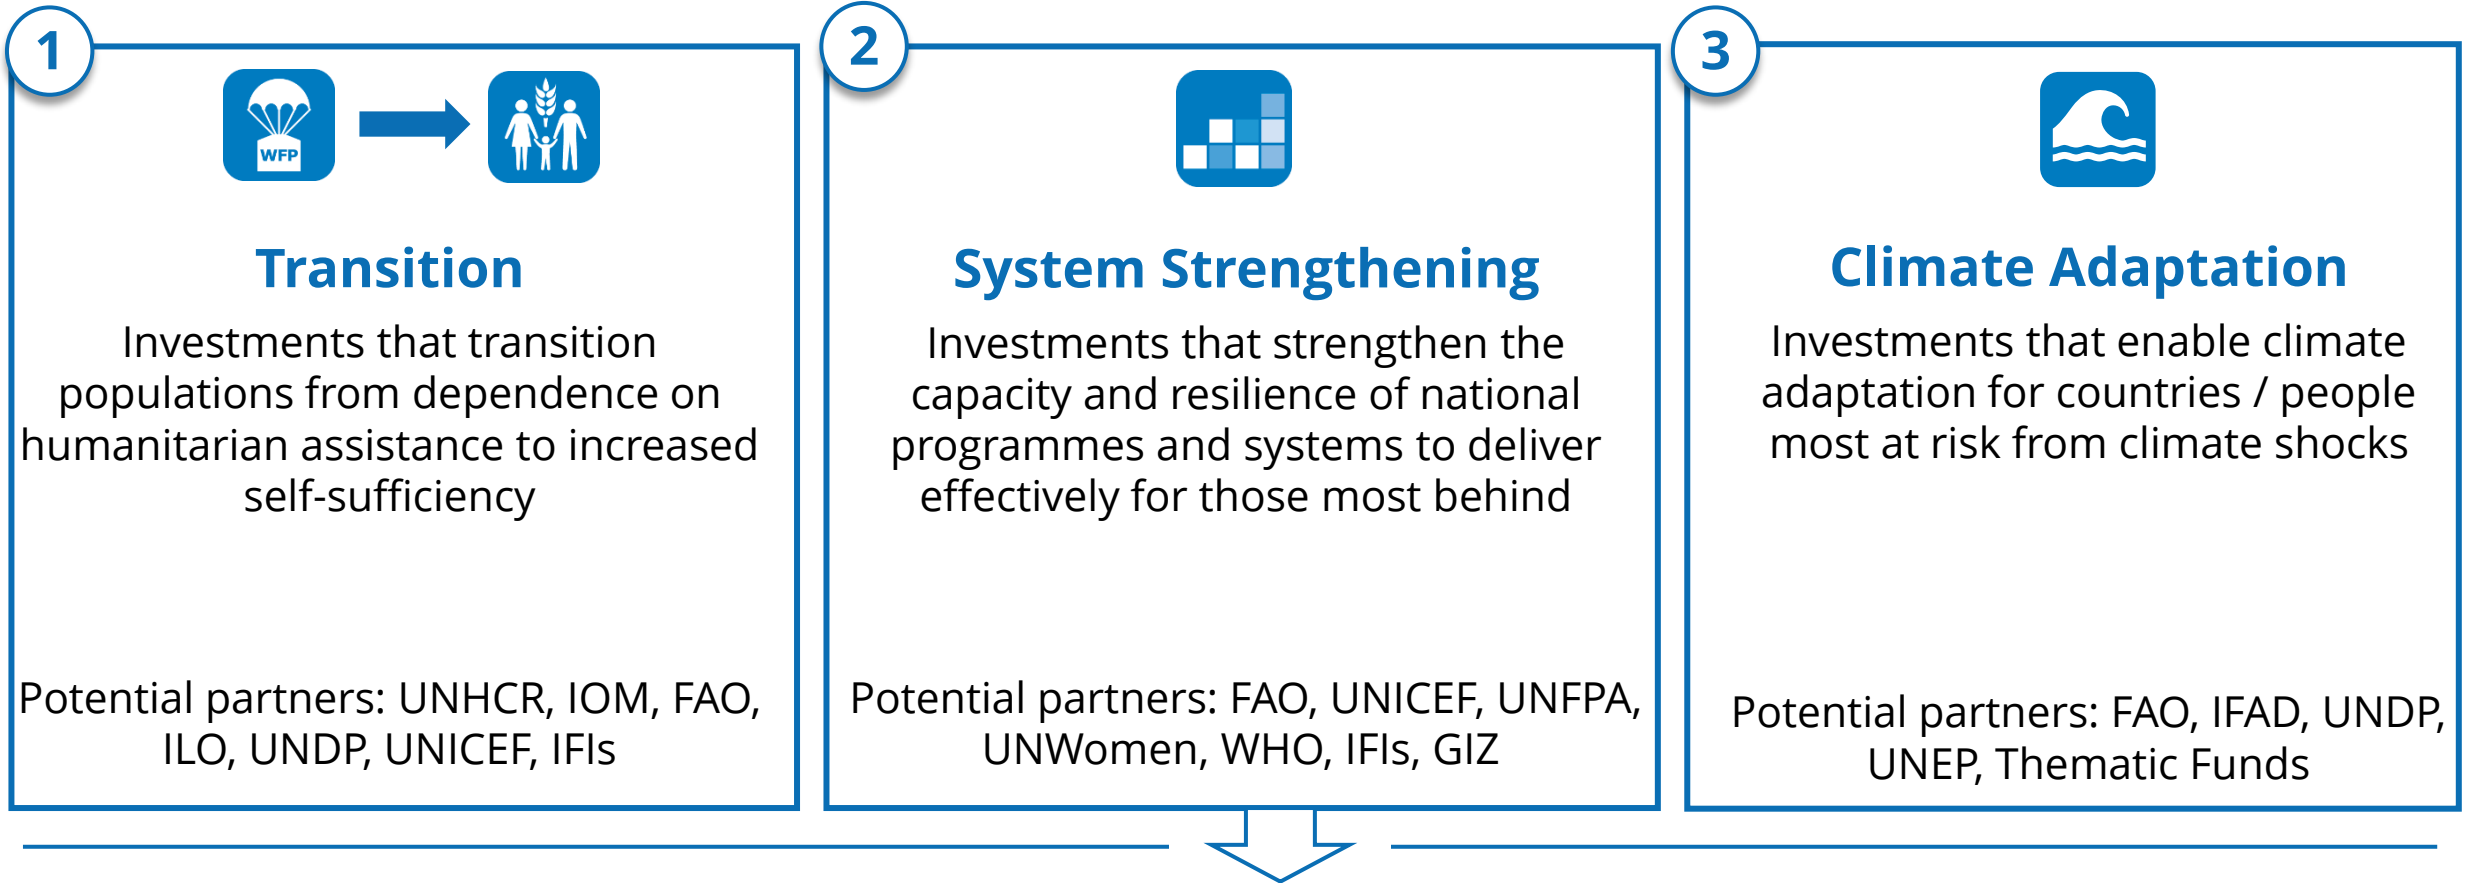 1
WFP
Transition
Investments that transition
populations from dependence on
humanitarian assistance to increased
self-sufficiency
Potential partners: UNHCR, IOM, FAO,
ILO, UNDP, UNICEF, IFIs
2
System Strengthening
Investments that strengthen the
capacity and resilience of national
programmes and systems to deliver
effectively for those most behind
Potential partners: FAO, UNICEF, UNFPA,
UNWomen, WHO, IFIs, GIZ
3
Climate Adaptation
Investments that enable climate
adaptation for countries / people
most at risk from climate shocks
Potential partners: FAO, IFAD, UNDP,
UNEP, Thematic Funds